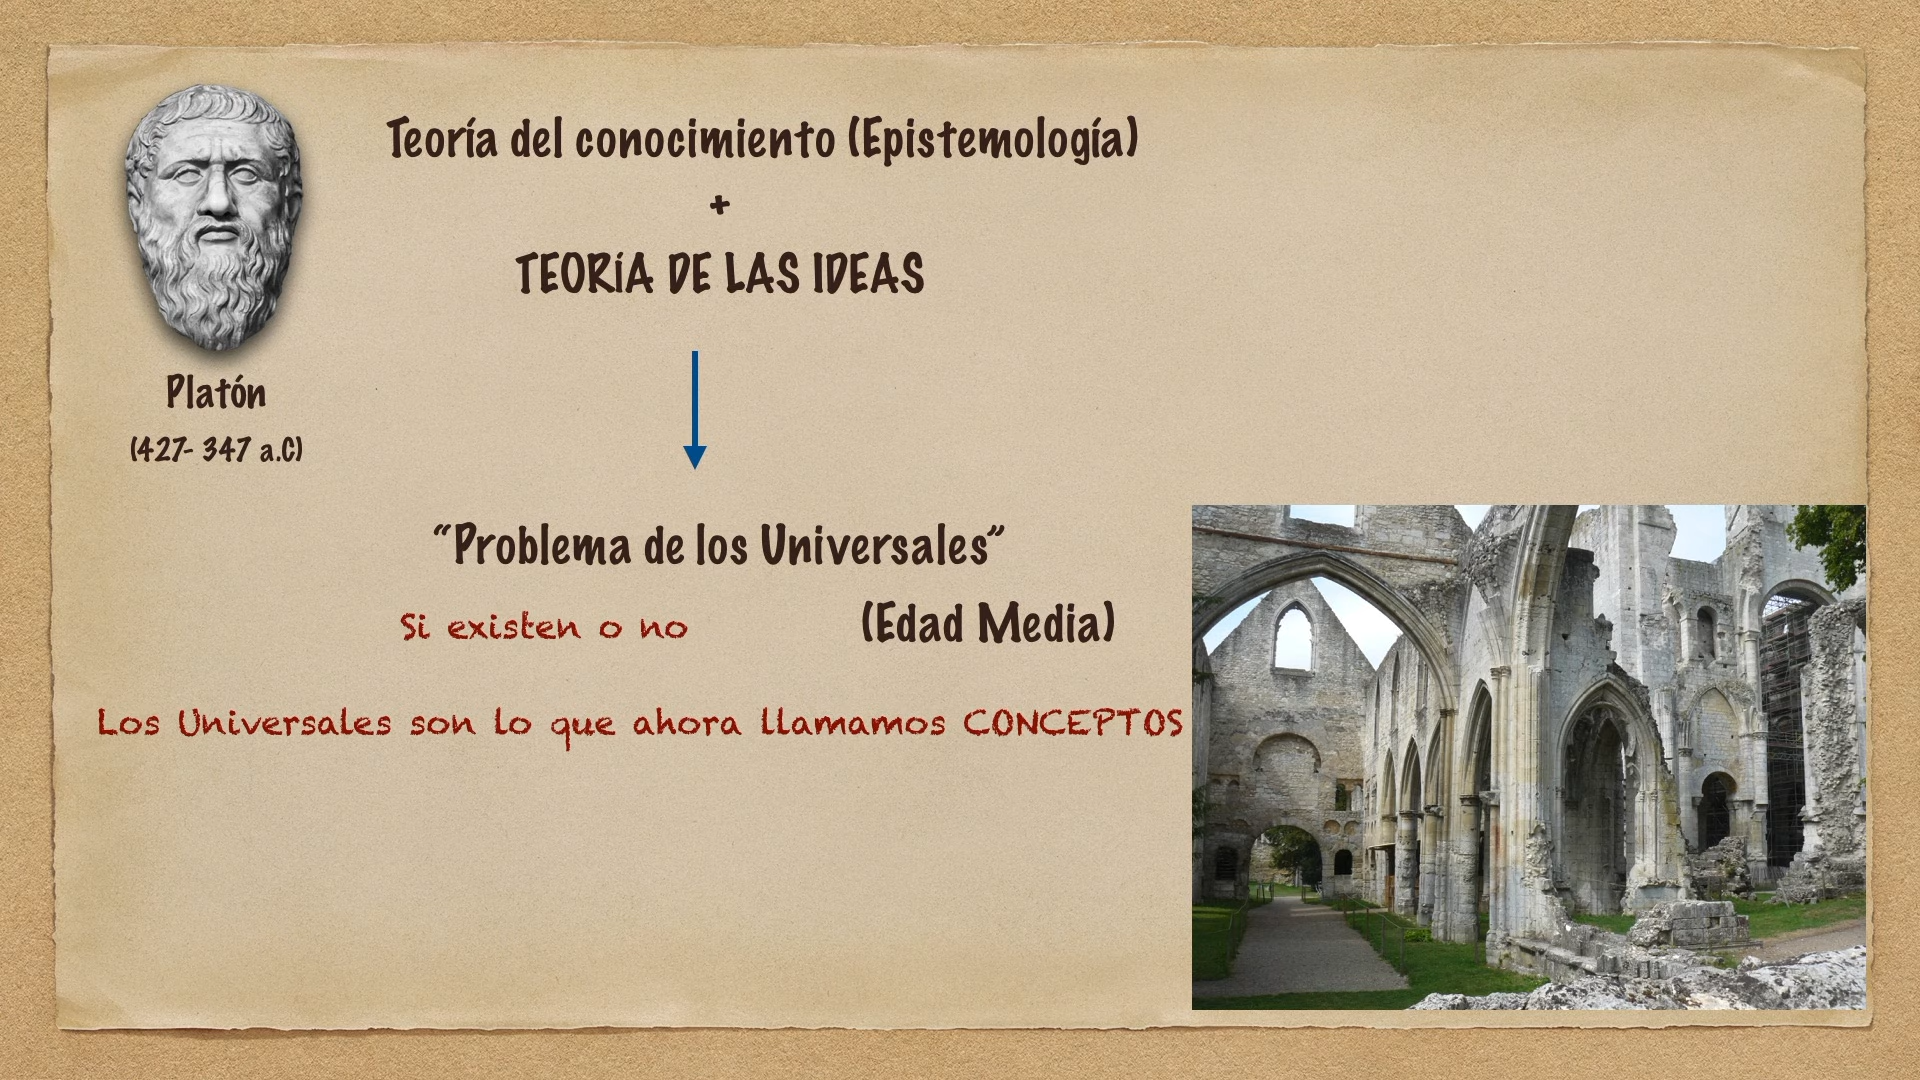 Teoría del conocimiento (Epistemología)
+
TEORÍA DE LAS IDEAS
Platón
(427- 347 a.C)
“Problema de los Universales”
Si existen o no
(Edad Media)
Los Universales son lo que ahora llamamos CONCEPTOS